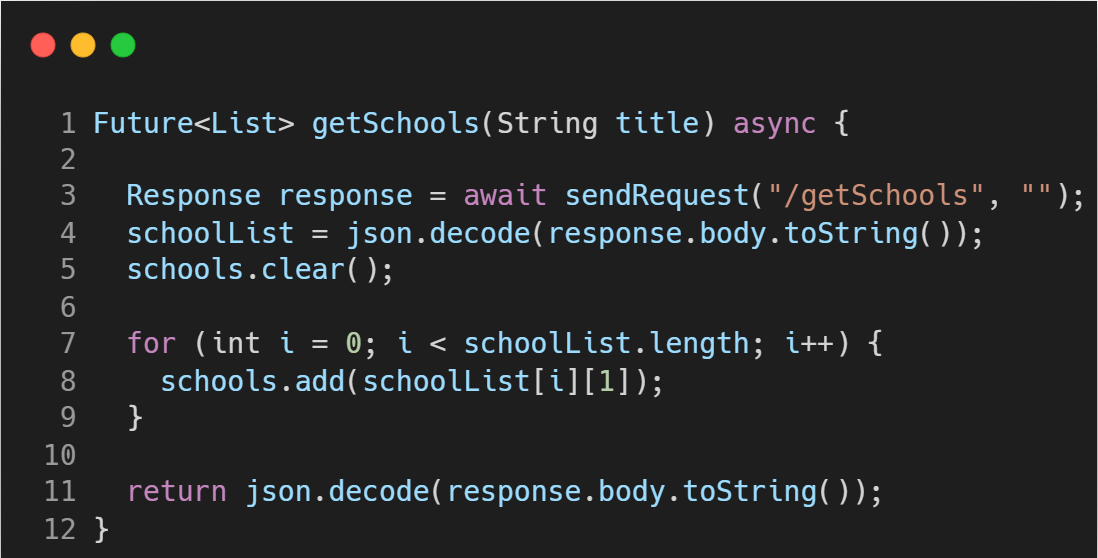 1 Future<List> getSchools(String title) async {
2
3   Response response = await sendRequest("/getSchools", "");
4   schoolList = json.decode(response.body.toString());
5   schools.clear();
6
7   for (int i = 0; i < schoolList.length; i++) {
8     schools.add(schoolList[i][1]);
9   }
10
11   return json.decode(response.body.toString());
12 }